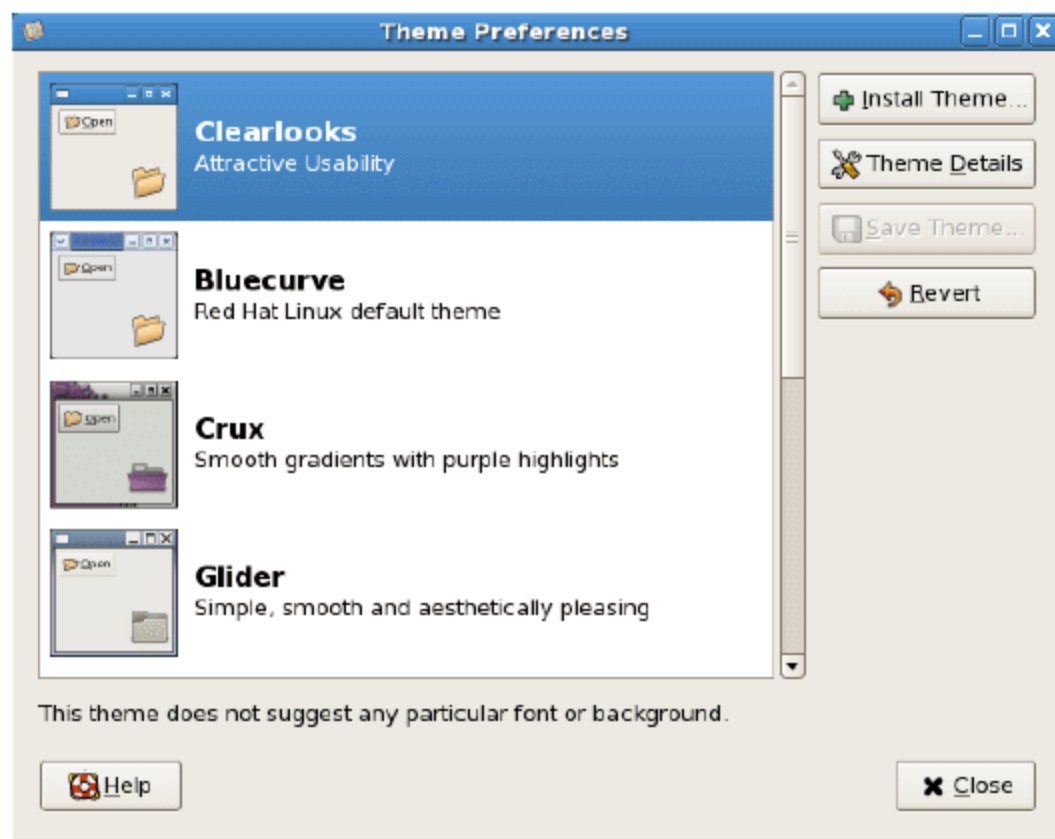 Theme Preferences
Open
Clearlooks
Attractive Usability
Open
Bluecurve
Red Hat Linux default theme
Open
Crux
Smooth gradients with purple highlights
Open
Glider
Simple, smooth and aesthetically pleasing
Install Theme...
Theme Details
Save Theme...
Revert
This theme does not suggest any particular font or background.
Help
Close